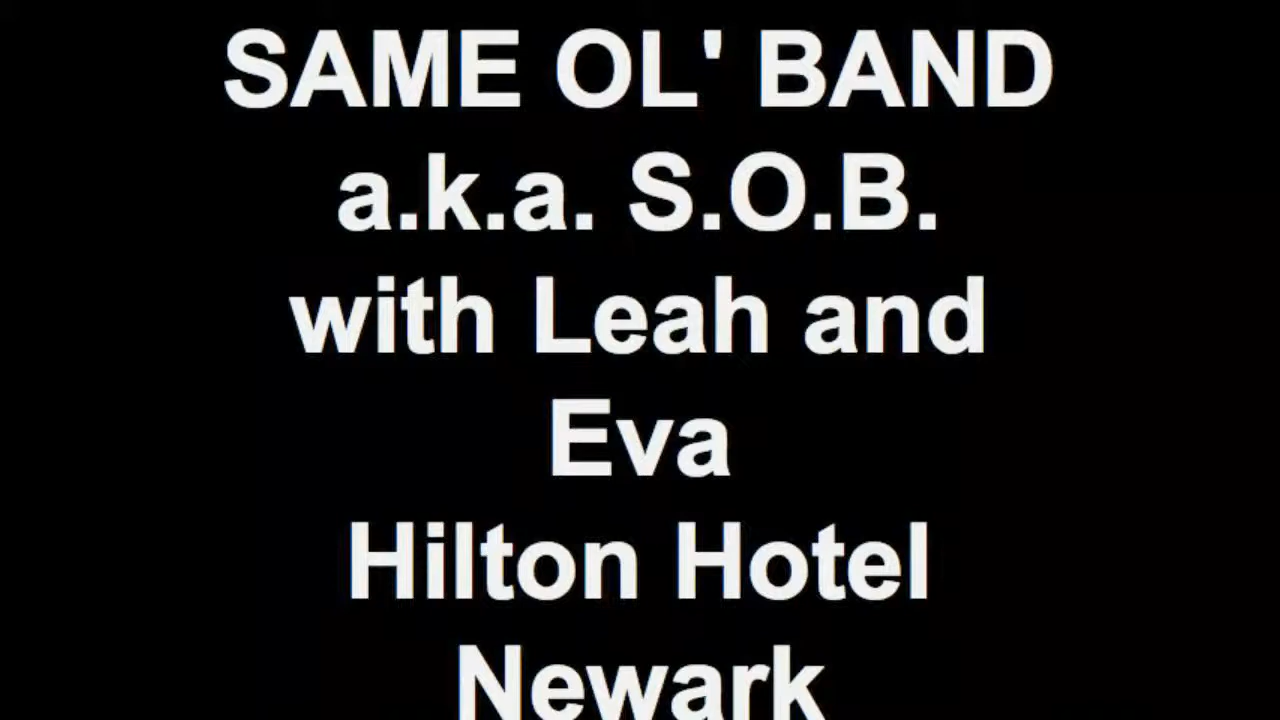 SAME OL' BAND
a.k.a. S.O.B.
with Leah and
Eva
Hilton Hotel
Newark